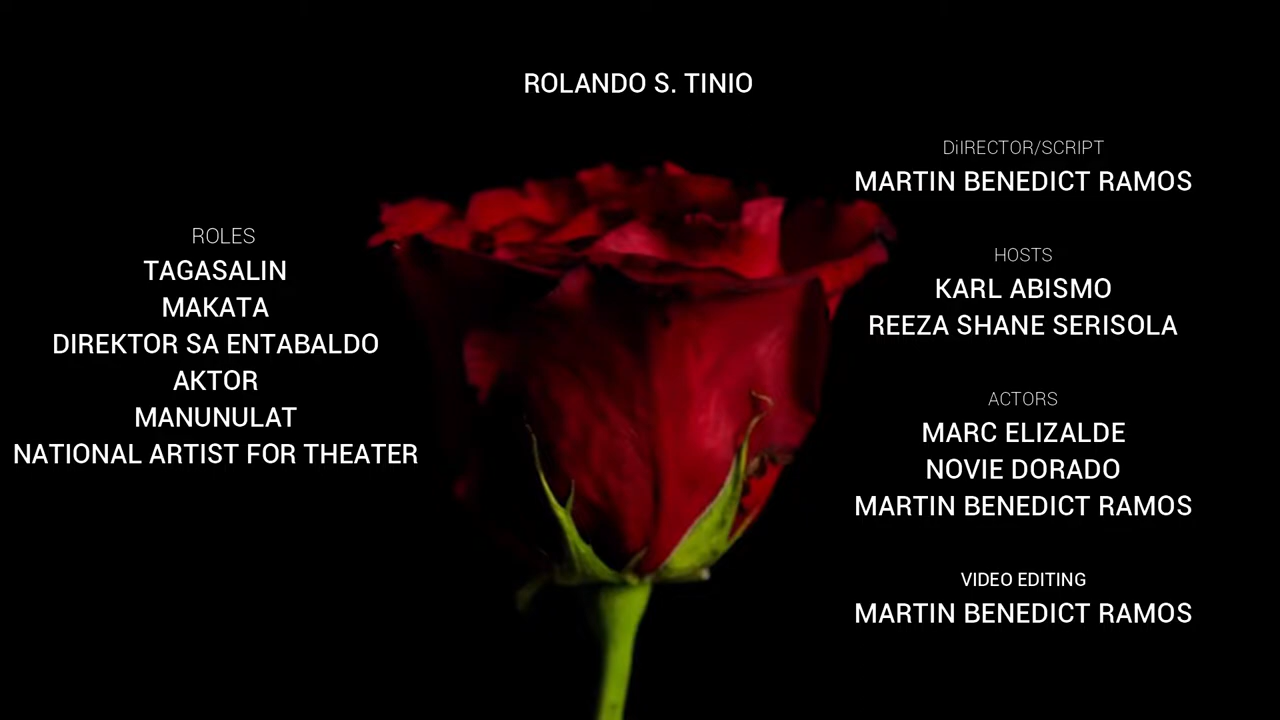 ROLANDO S. TINIO
ROLES
TAGASALIN
MAKATA
DIREKTOR SA ENTABALDO
AKTOR
MANUNULAT
NATIONAL ARTIST FOR THEATER
DiIRECTOR/SCRIPT
MARTIN BENEDICT RAMOS
HOSTS
KARL ABISMO
REEZA SHANE SERISOLA
ACTORS
MARC ELIZALDE
NOVIE DORADO
MARTIN BENEDICT RAMOS
VIDEO EDITING
MARTIN BENEDICT RAMOS